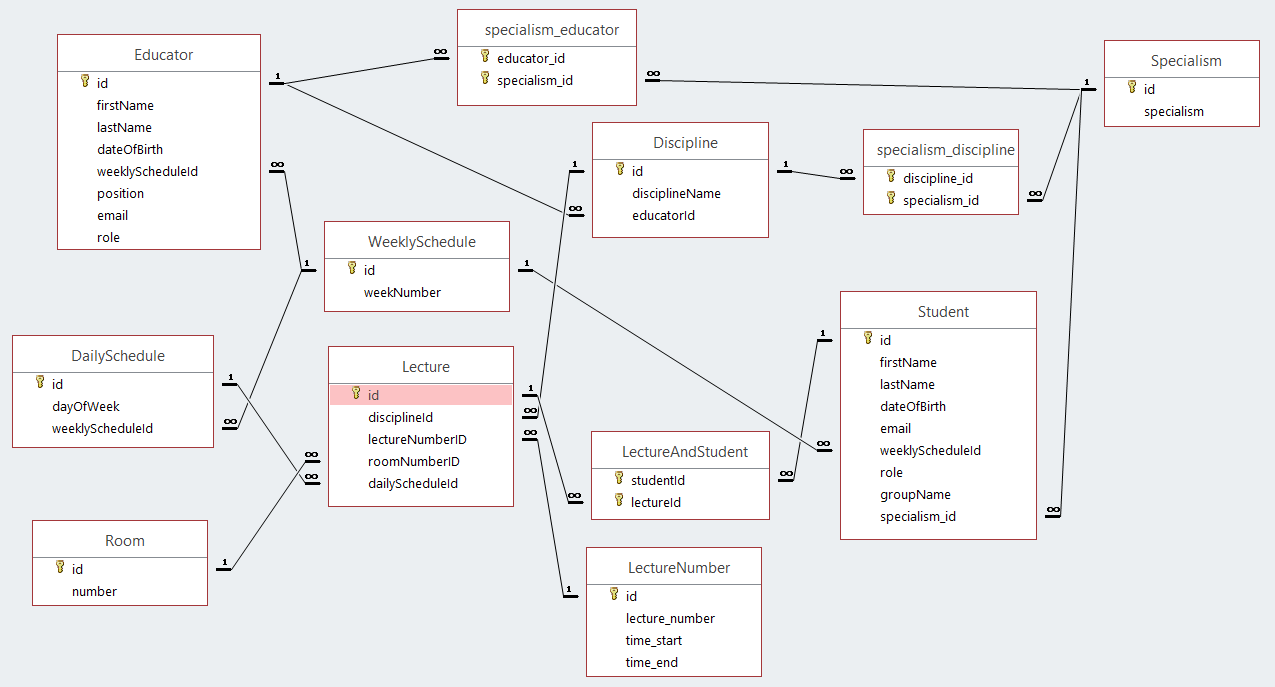 Educator
id
firstName
lastName
dateOfBirth
weeklyScheduleId
position
email
role
specialism_educator
educator_id
specialism_id
Specialism
id
specialism
Discipline
id
disciplineName
educatorId
specialism_discipline
discipline_id
specialism_id
WeeklySchedule
id
weekNumber
DailySchedule
id
dayOfWeek
weeklyScheduleId
Lecture
id
disciplineId
lectureNumberID
roomNumberID
dailyScheduleId
Student
id
firstName
lastName
dateOfBirth
email
weeklyScheduleId
role
groupName
specialism_id
LectureAndStudent
studentId
lectureId
Room
id
number
LectureNumber
id
lecture_number
time_start
time_end
1
∞
∞
1
∞
1
∞
1
∞
1
∞
∞
1
1
1
∞
1
∞
∞
1
∞
∞
∞
∞
1
∞
∞
1
1